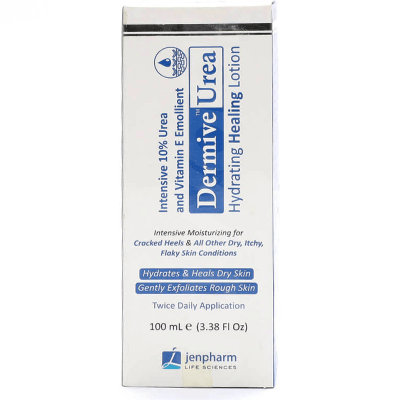 Intensive 10% Urea
and Vitamin E Emollient
Dermive™ Urea
Hydrating Healing Lotion
Intensive Moisturizing for
Cracked Heels & All Other Dry, Itchy,
Flaky Skin Conditions
Hydrates & Heals Dry Skin
Gently Exfoliates Rough Skin
Twice Daily Application
100 mL e (3.38 Fl Oz)
jenpharm
LIFE SCIENCES